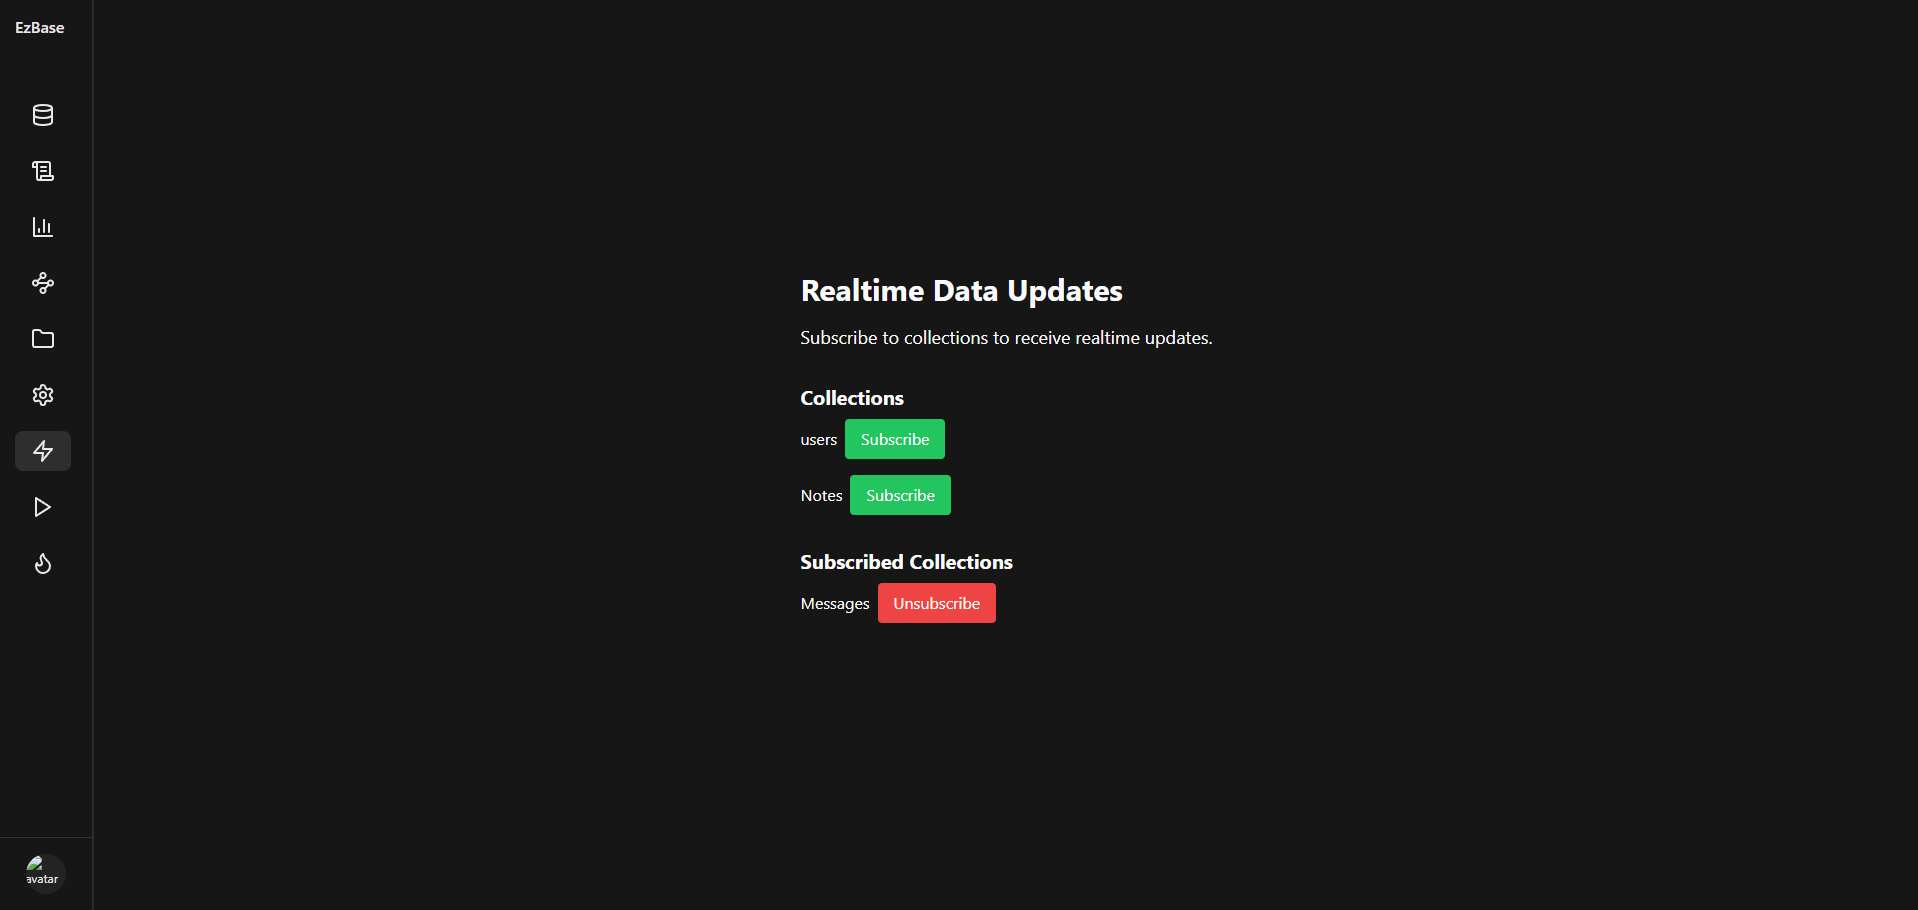 EzBase
Realtime Data Updates
Subscribe to collections to receive realtime updates.
Collections
users Subscribe
Notes Subscribe
Subscribed Collections
Messages Unsubscribe
avatar